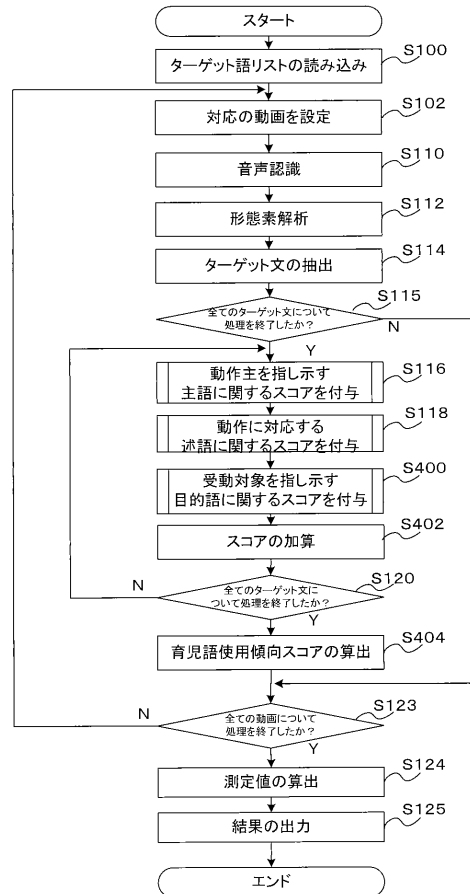 スタート
ターゲット語リストの読み込み
S100
対応の動画を設定
S102
音声認識
S110
形態素解析
S112
ターゲット文の抽出
S114
全てのターゲット文について
処理を終了したか？
S115
N
Y
動作主を指し示す
主語に関するスコアを付与
S116
動作に対応する
述語に関するスコアを付与
S118
受動対象を指し示す
目的語に関するスコアを付与
S400
スコアの加算
S402
全てのターゲット文に
ついて処理を終了したか？
S120
N
Y
育児語使用傾向スコアの算出
S404
全ての動画について
処理を終了したか？
S123
N
Y
測定値の算出
S124
結果の出力
S125
エンド